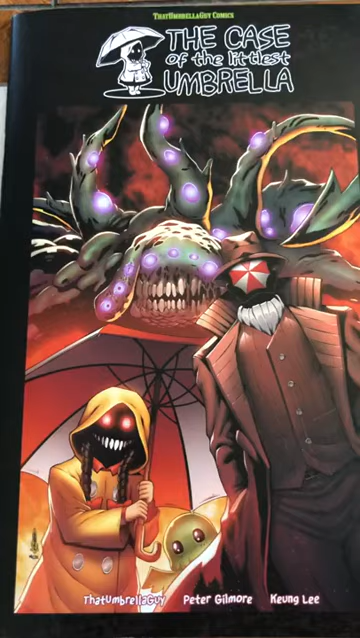 THATUMBRELLAGUY COMICS
THE CASE
of the littlest
UMBRELLA
ThatUmbrellaGuy Peter Gilmore Keung Lee